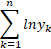 n
∑ lny_k
k=1